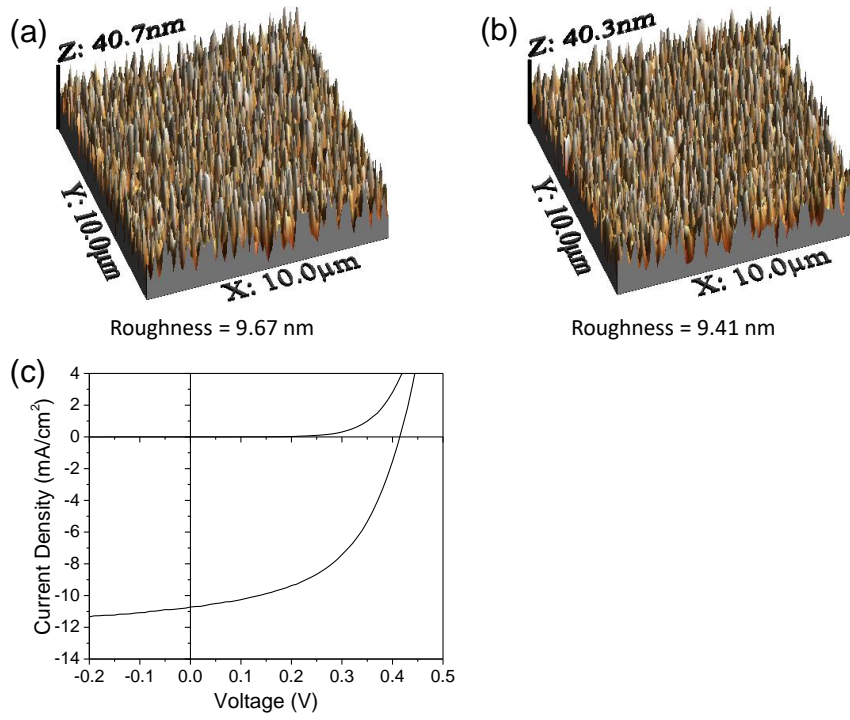 (a)
Z: 40.7nm
Y: 10.0µm
X: 10.0µm
Roughness = 9.67 nm
(b)
Z: 40.3nm
Y: 10.0µm
X: 10.0µm
Roughness = 9.41 nm
(c)
Current Density (mA/cm²)
4
2
0
-2
-4
-6
-8
-10
-12
-14
-0.2 -0.1 0.0 0.1 0.2 0.3 0.4 0.5
Voltage (V)